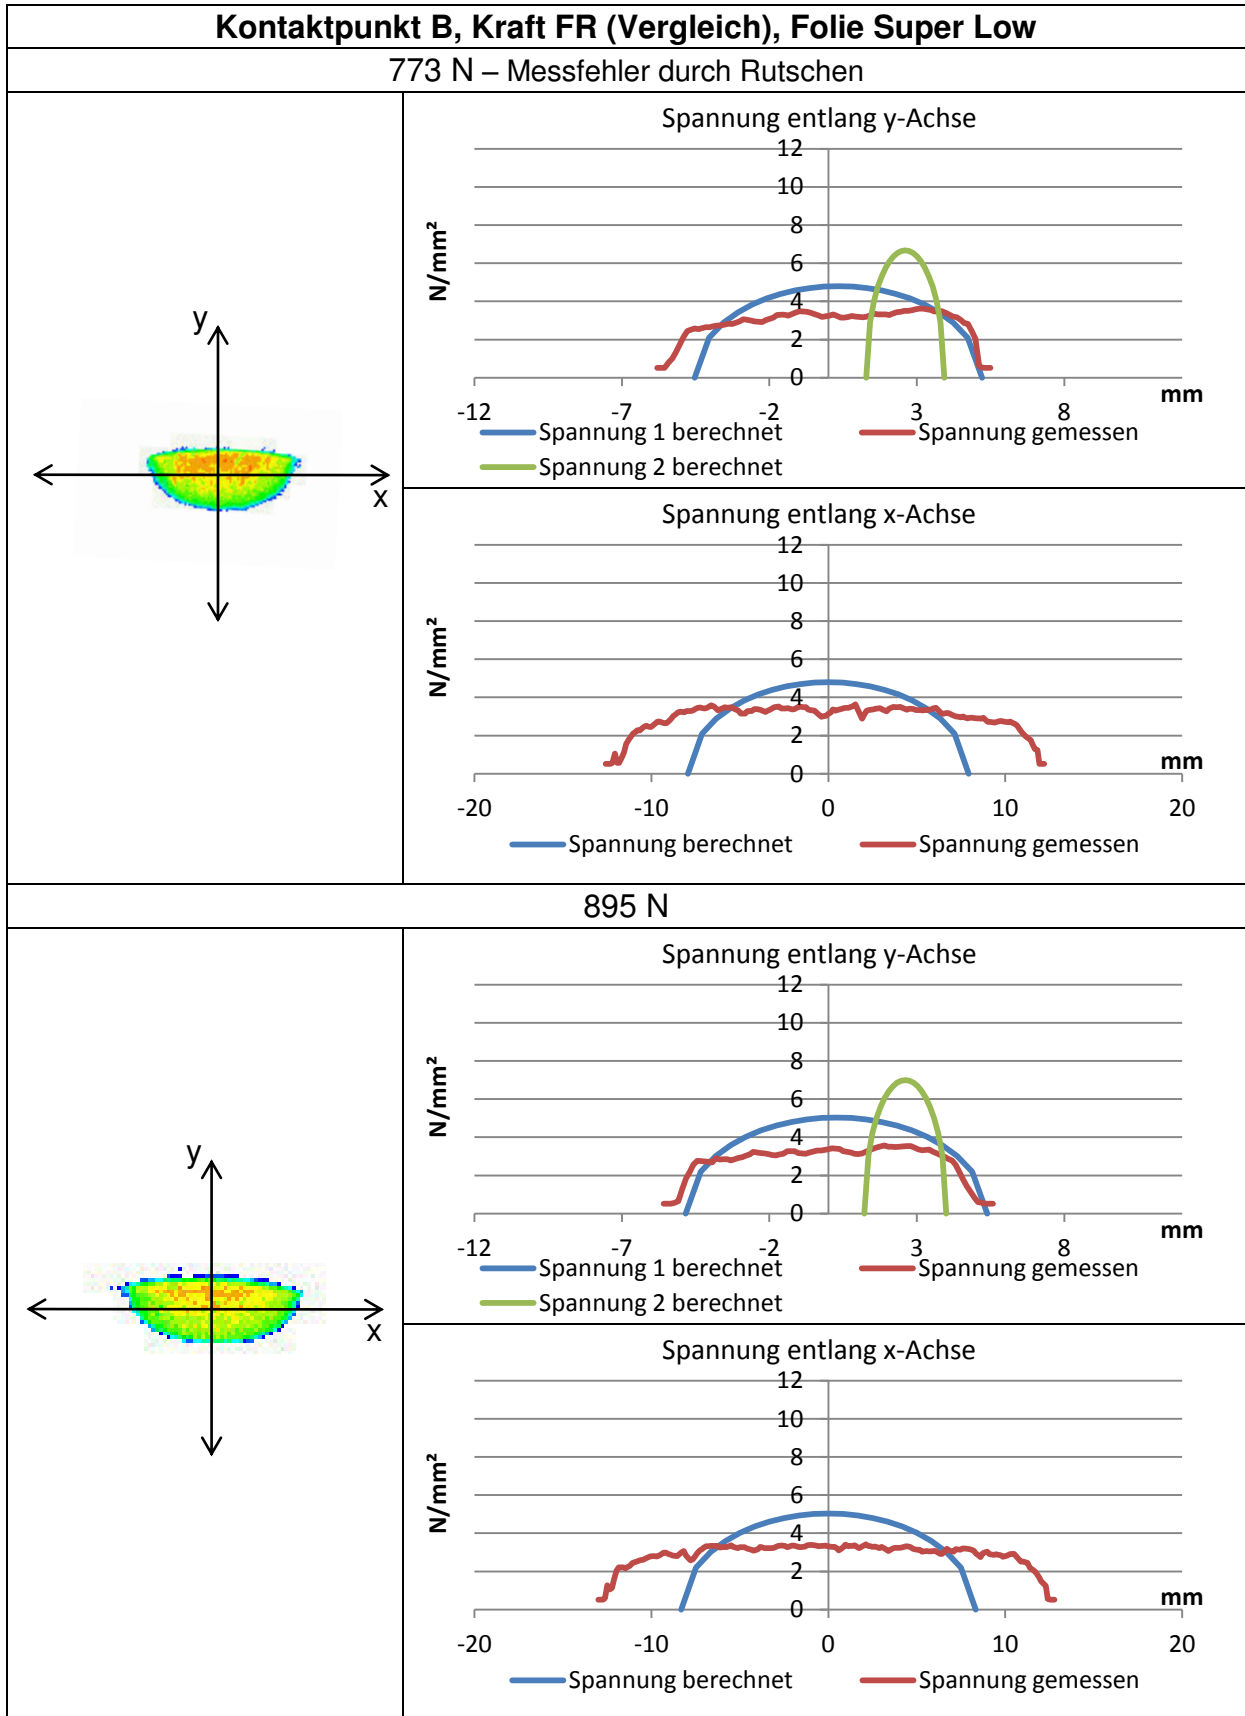 Kontaktpunkt B, Kraft FR (Vergleich), Folie Super Low
773 N – Messfehler durch Rutschen
y
x
Spannung entlang y-Achse
N/mm²
12
10
8
6
4
2
0
-12 -7 -2 3 8
mm
Spannung 1 berechnet Spannung gemessen
Spannung 2 berechnet
Spannung entlang x-Achse
N/mm²
12
10
8
6
4
2
0
-20 -10 0 10 20
mm
Spannung berechnet Spannung gemessen
895 N
y
x
Spannung entlang y-Achse
N/mm²
12
10
8
6
4
2
0
-12 -7 -2 3 8
mm
Spannung 1 berechnet Spannung gemessen
Spannung 2 berechnet
Spannung entlang x-Achse
N/mm²
12
10
8
6
4
2
0
-20 -10 0 10 20
mm
Spannung berechnet Spannung gemessen